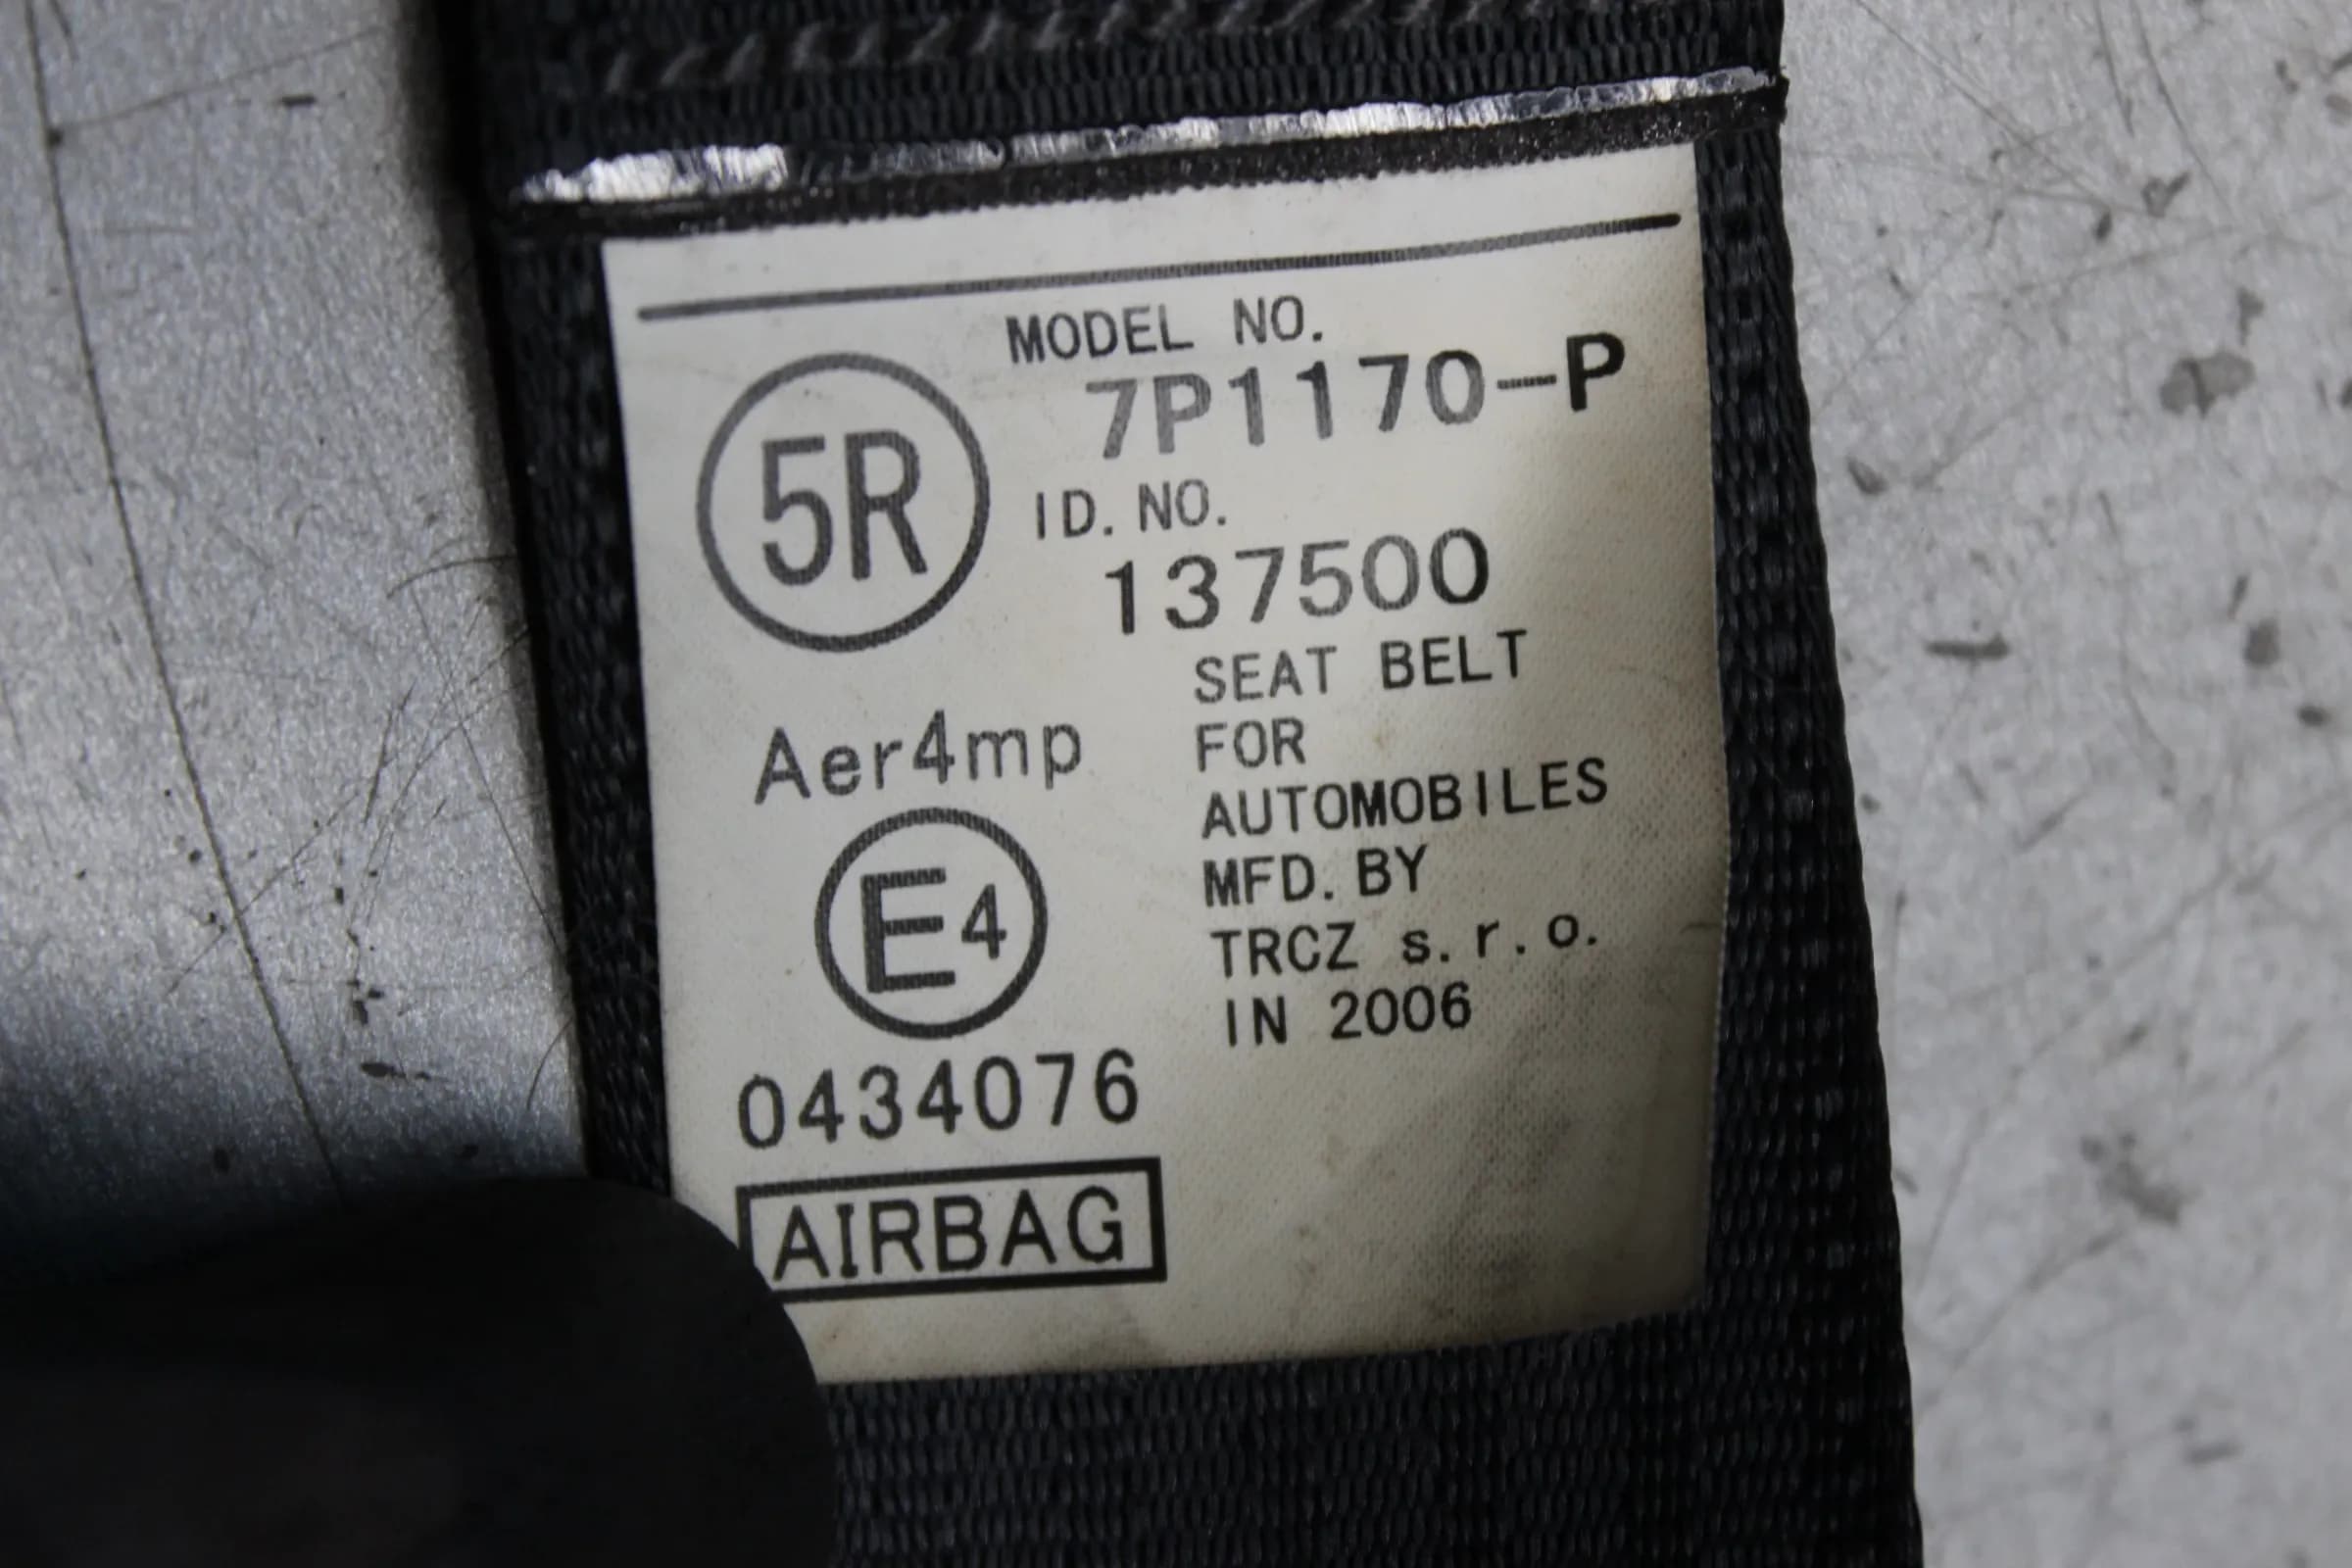 MODEL NO.
7P1170-P
5R
ID. NO.
137500
SEAT BELT
FOR
AUTOMOBILES
MFD. BY
TRCZ s.r.o.
IN 2006
Aer4mp
E4
0434076
AIRBAG